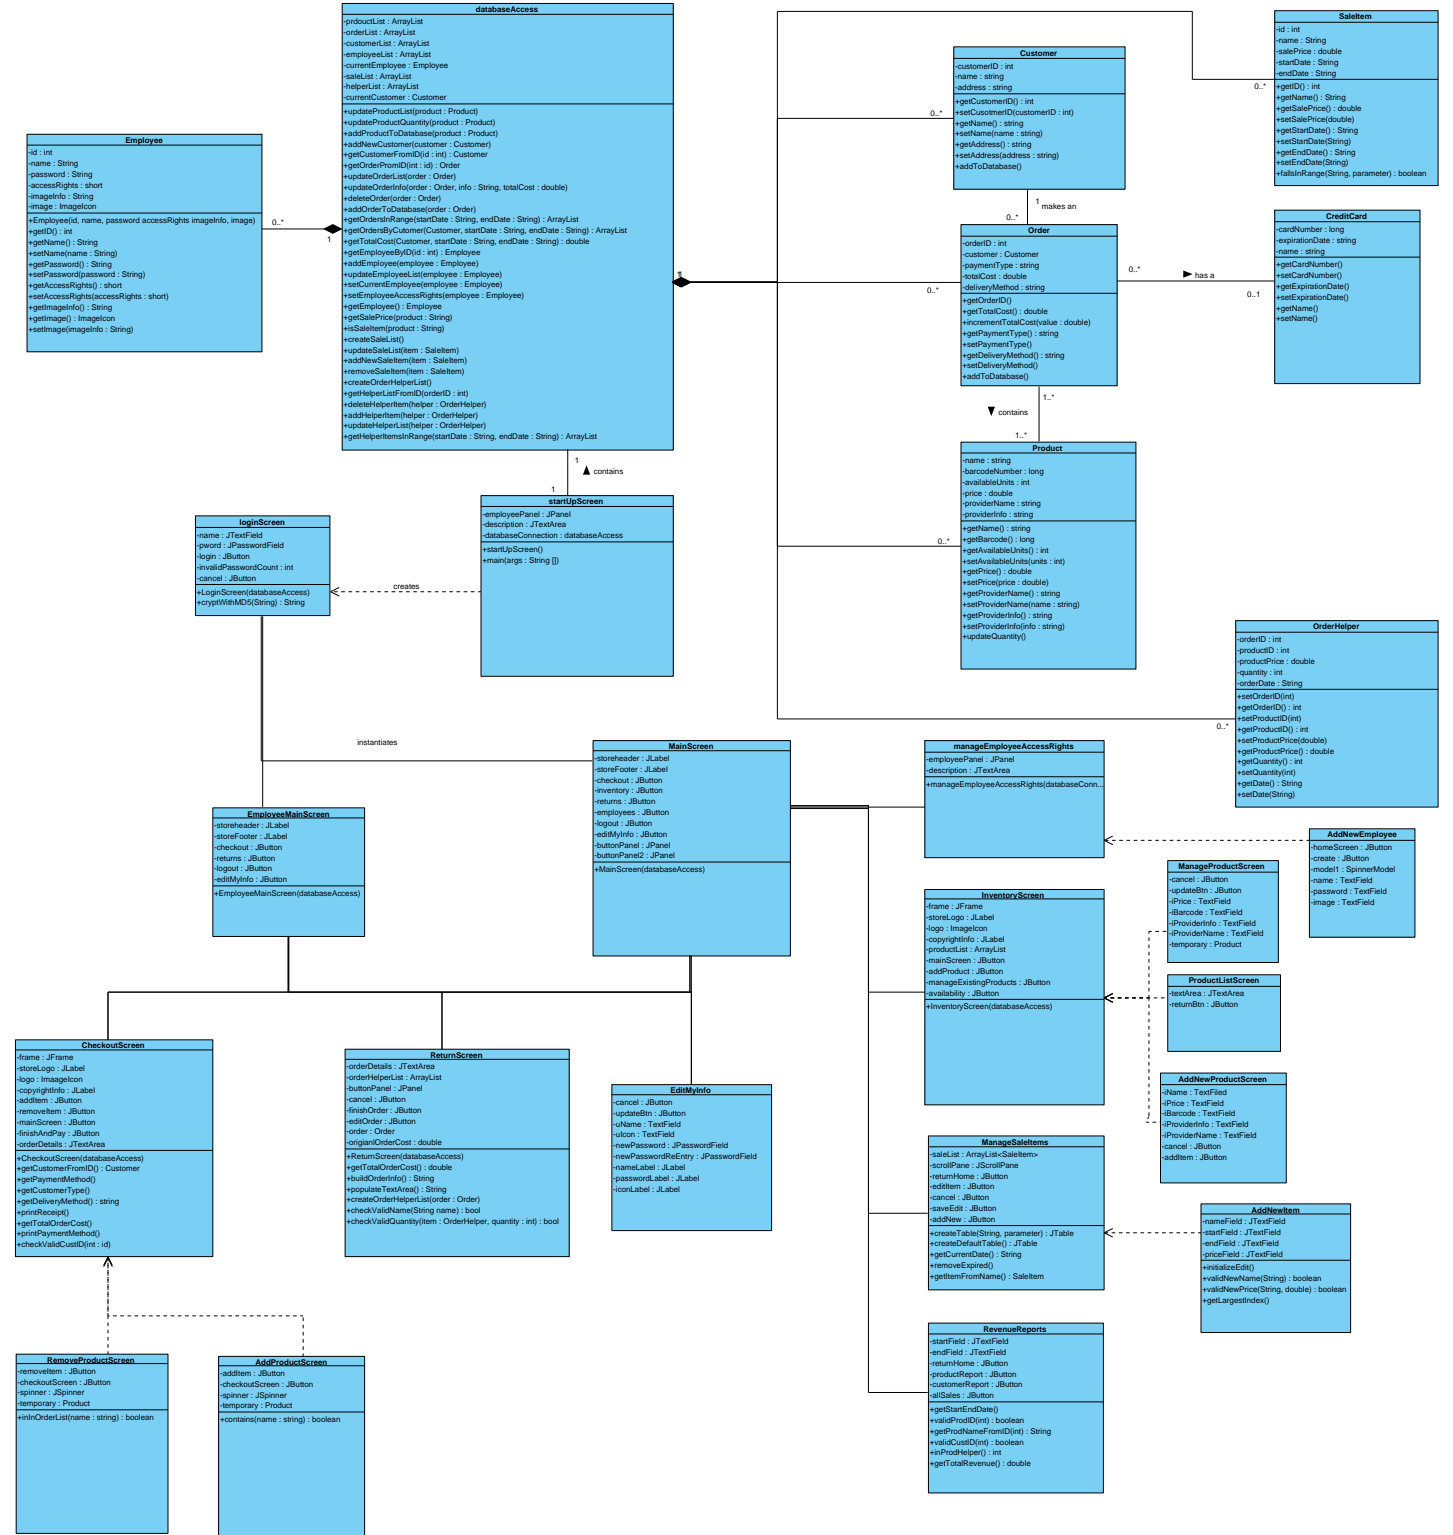 databaseAccess
-prdouctList : ArrayList
-orderList : ArrayList
-customerList : ArrayList
-employeeList : ArrayList
-currentEmployee : Employee
-saleList : ArrayList
-helperList : ArrayList
-currentCustomer : Customer
+updateProductList(product : Product)
+updateProductQuantity(product : Product)
+addProductToDatabase(product : Product)
+addNewCustomer(customer : Customer)
+getCustomerFromID(id : int) : Customer
+getOrderPromID(int : id) : Order
+updateOrderList(order : Order)
+updateOrderInfo(order : Order, info : String, totalCost : double)
+deleteOrder(order : Order)
+addOrderToDatabase(order : Order)
+getOrdersInRange(startDate : String, endDate : String) : ArrayList
+getOrdersByCutomer(Customer, startDate : String, endDate : String) : ArrayList
+getTotalCost(Customer, startDate : String, endDate : String) : double
+getEmployeeByID(id : int) : Employee
+addEmployee(employee : Employee)
+updateEmployeeList(employee : Employee)
+setCurrentEmployee(employee : Employee)
+setEmployeeAccessRights(employee : Employee)
+getEmployee() : Employee
+getSalePrice(product : String)
+isSaleItem(product : String)
+createSaleList()
+updateSaleList(item : SaleItem)
+addNewSaleItem(item : SaleItem)
+removeSaleItem(item : SaleItem)
+createOrderHelperList()
+getHelperListFromID(orderID : int)
+deleteHelperItem(helper : OrderHelper)
+addHelperItem(helper : OrderHelper)
+updateHelperList(helper : OrderHelper)
+getHelperItemsInRange(startDate : String, endDate : String) : ArrayList
Employee
-id : int
-name : String
-password : String
-accessRights : short
-imageInfo : String
-image : ImageIcon
+Employee(id, name, password accessRights imageInfo, image)
+getID() : int
+getName() : String
+setName(name : String)
+getPassword() : String
+setPassword(password : String)
+getAccessRights() : short
+setAccessRights(accessRights : short)
+getImageInfo() : String
+getImage() : ImageIcon
+setImage(imageInfo : String)
0..*
1
1
Customer
-customerID : int
-name : string
-address : string
+getCustomerID() : int
+setCusotmerID(customerID : int)
+getName() : string
+setName(name : string)
+getAddress() : string
+setAddress(address : string)
+addToDatabase()
0..*
SaleItem
-id : int
-name : String
-salePrice : double
-startDate : String
-endDate : String
+getID() : int
+getName() : String
+getSalePrice() : double
+setSalePrice(double)
+getStartDate() : String
+setStartDate(String)
+getEndDate() : String
+setEndDate(String)
+fallsInRange(String, parameter) : boolean
0..*
1 makes an
0..*
Order
-orderID : int
-customer : Customer
-paymentType : string
-totalCost : double
-deliveryMethod : string
+getOrderID()
+getTotalCost() : double
+incrementTotalCost(value : double)
+getPaymentType() : string
+setPaymentType()
+getDeliveryMethod() : string
+setDeliveryMethod()
+addToDatabase()
0..*
0..*
has a
0..1
CreditCard
-cardNumber : long
-expirationDate : string
-name : string
+getCardNumber()
+setCardNumber()
+getExpirationDate()
+setExpirationDate()
+getName()
+setName()
1..*
contains
1..*
Product
-name : string
-barcodeNumber : long
-availableUnits : int
-price : double
-providerName : string
-providerInfo : string
+getName() : string
+getBarcode() : long
+getAvailableUnits() : int
+setAvailableUnits(units : int)
+getPrice() : double
+setPrice(price : double)
+getProviderName() : string
+setProviderName(name : string)
+getProviderInfo() : string
+setProviderInfo(info : string)
+updateQuantity()
0..*
1
contains
1
startUpScreen
-employeePanel : JPanel
-description : JTextArea
-databaseConnection : databaseAccess
+startUpScreen()
+main(args : String [])
creates
loginScreen
-name : JTextField
-pword : JPasswordField
-login : JButton
-invalidPasswordCount : int
-cancel : JButton
+LoginScreen(databaseAccess)
+cryptWithMD5(String) : String
OrderHelper
-orderID : int
-productID : int
-productPrice : double
-quantity : int
-orderDate : String
+setOrderID(int)
+getOrderID() : int
+setProductID(int)
+getProductID() : int
+setProductPrice(double)
+getProductPrice() : double
+getQuantity() : int
+setQuantity(int)
+getDate() : String
+setDate(String)
0..*
instantiates
MainScreen
-storeheader : JLabel
-storeFooter : JLabel
-checkout : JButton
-inventory : JButton
-returns : JButton
-employees : JButton
-logout : JButton
-editMyInfo : JButton
-buttonPanel : JPanel
-buttonPanel2 : JPanel
+MainScreen(databaseAccess)
EmployeeMainScreen
-storeheader : JLabel
-storeFooter : JLabel
-checkout : JButton
-returns : JButton
-logout : JButton
-editMyInfo : JButton
+EmployeeMainScreen(databaseAccess)
manageEmployeeAccessRights
-employeePanel : JPanel
-description : JTextArea
+manageEmployeeAccessRights(databaseConn...
AddNewEmployee
-homeScreen : JButton
-create : JButton
-model1 : SpinnerModel
-name : TextField
-password : TextField
-image : TextField
ManageProductScreen
-cancel : JButton
-updateBtn : JButton
-iPrice : TextField
-iBarcode : TextField
-iProviderInfo : TextField
-iProviderName : TextField
-temporary : Product
InventoryScreen
-frame : JFrame
-storeLogo : JLabel
-logo : ImageIcon
-copyrightInfo : JLabel
-productList : ArrayList
-mainScreen : JButton
-addProduct : JButton
-manageExistingProducts : JButton
-availability : JButton
+InventoryScreen(databaseAccess)
ProductListScreen
-textArea : JTextArea
-returnBtn : JButton
AddNewProductScreen
-iName : TextFiled
-iPrice : TextField
-iBarcode : TextField
-iProviderInfo : TextField
-iProviderName : TextField
-cancel : JButton
-addItem : JButton
CheckoutScreen
-frame : JFrame
-storeLogo : JLabel
-logo : ImaageIcon
-copyrightInfo : JLabel
-addItem : JButton
-removeItem : JButton
-mainScreen : JButton
-finishAndPay : JButton
-orderDetails : JTextArea
+CheckoutScreen(databaseAccess)
+getCustomerFromID() : Customer
+getPaymentMethod()
+getCustomerType()
+getDeliveryMethod() : string
+printReceipt()
+getTotalOrderCost()
+printPaymentMethod()
+checkValidCustID(int : id)
ReturnScreen
-orderDetails : JTextArea
-orderHelperList : ArrayList
-buttonPanel : JPanel
-cancel : JButton
-finishOrder : JButton
-editOrder : JButton
-order : Order
-origianlOrderCost : double
+ReturnScreen(databaseAccess)
+getTotalOrderCost() : double
+buildOrderInfo() : String
+populateTextArea() : String
+createOrderHelperList(order : Order)
+checkValidName(String name) : bool
+checkValidQuantity(item : OrderHelper, quantity : int) : bool
EditMyInfo
-cancel : JButton
-updateBtn : JButton
-uName : TextField
-uIcon : TextField
-newPassword : JPasswordField
-newPasswordReEntry : JPasswordField
-nameLabel : JLabel
-passwordLabel : JLabel
-iconLabel : JLabel
ManageSaleItems
-saleList : ArrayList<SaleItem>
-scrollPane : JScrollPane
-returnHome : JButton
-editItem : JButton
-cancel : JButton
-saveEdit : JButton
-addNew : JButton
+createTable(String, parameter) : JTable
+createDefaultTable() : JTable
+getCurrentDate() : String
+removeExpired()
+getItemFromName() : SaleItem
AddNewItem
-nameField : JTextField
-startField : JTextField
-endField : JTextField
-priceField : JTextField
+initializeEdit()
+validNewName(String) : boolean
+validNewPrice(String, double) : boolean
+getLargestIndex()
RevenueReports
-startField : JTextField
-endField : JTextField
-returnHome : JButton
-productReport : JButton
-customerReport : JButton
-allSales : JButton
+getStartEndDate()
+validProdID(int) : boolean
+getProdNameFromID(int) : String
+validCustID(int) : boolean
+inProdHelper() : int
+getTotalRevenue() : double
RemoveProductScreen
-removeItem : JButton
-checkoutScreen : JButton
-spinner : JSpinner
-temporary : Product
+inInOrderList(name : string) : boolean
AddProductScreen
-addItem : JButton
-checkoutScreen : JButton
-spinner : JSpinner
-temporary : Product
+contains(name : string) : boolean